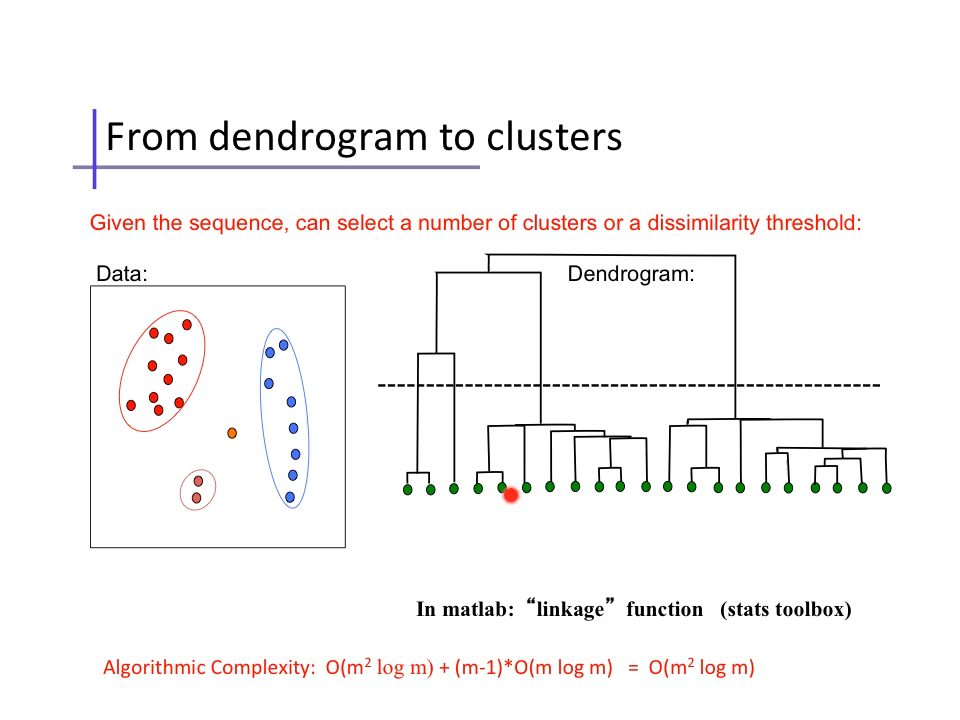 From dendrogram to clusters
Given the sequence, can select a number of clusters or a dissimilarity threshold:
Data:
Dendrogram:
In matlab: “linkage” function (stats toolbox)
Algorithmic Complexity: O(m² log m) + (m-1)*O(m log m) = O(m² log m)